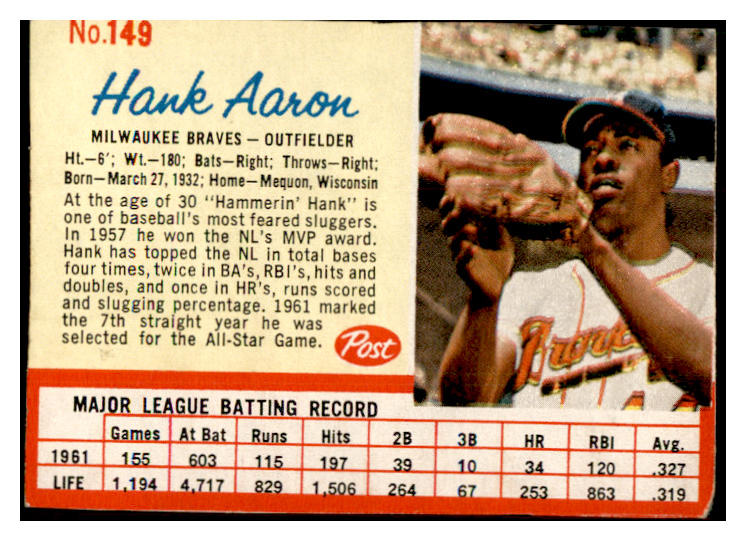 No.149
Hank Aaron
MILWAUKEE BRAVES – OUTFIELDER
Ht.–6'; Wt.–180; Bats–Right; Throws–Right;
Born–March 27, 1932; Home–Mequon, Wisconsin
At the age of 30 "Hammerin' Hank" is
one of baseball's most feared sluggers.
In 1957 he won the NL's MVP award.
Hank has topped the NL in total bases
four times, twice in BA's, RBI's, hits and
doubles, and once in HR's, runs scored
and slugging percentage. 1961 marked
the 7th straight year he was
selected for the All-Star Game.
Post
Braves
44
MAJOR LEAGUE BATTING RECORD
Games At Bat Runs Hits 2B 3B HR RBI Avg.
1961 155 603 115 197 39 10 34 120 .327
LIFE 1,194 4,717 829 1,506 264 67 253 863 .319